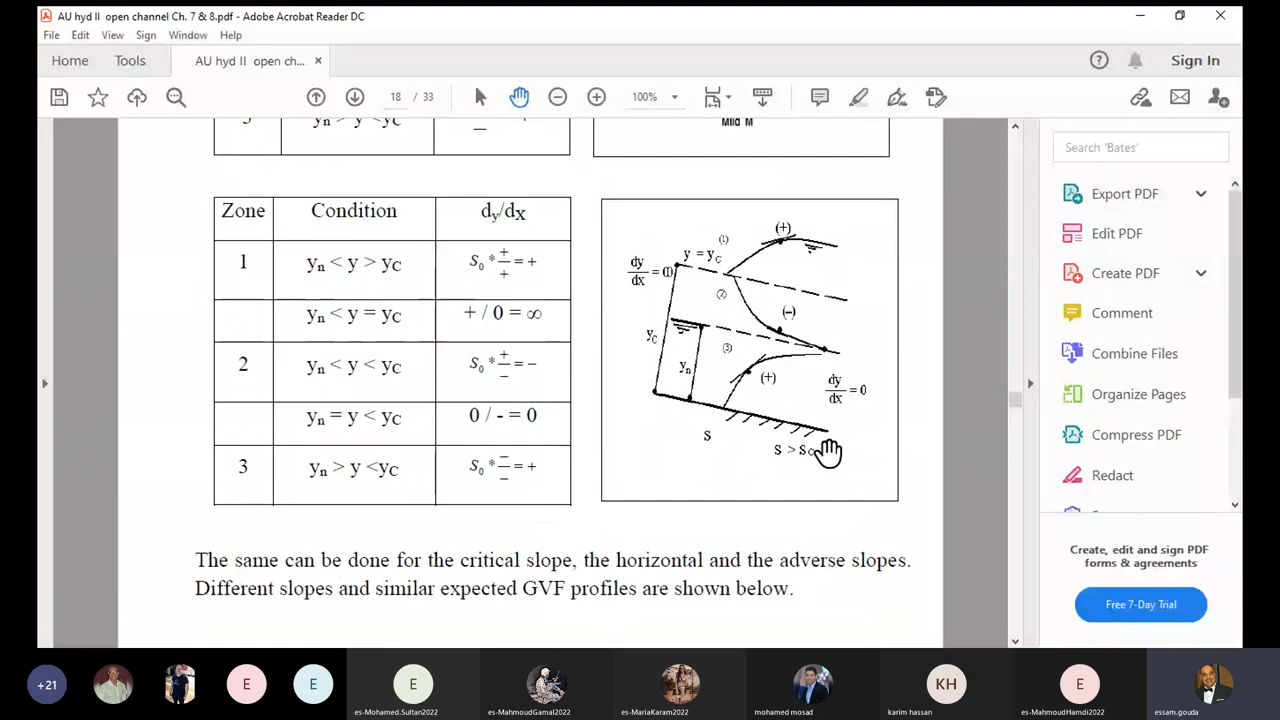 AU hyd II open channel Ch. 7 & 8.pdf - Adobe Acrobat Reader DC
File Edit View Sign Window Help
Home Tools AU hyd II open ch... × Sign In
18 / 33 100%
Search 'Bates'
3 yn > y <yC — +
Mild M
Zone Condition dy/dX
1 yn < y > yC S0 * + / + = +
yn < y = yC + / 0 = ∞
2 yn < y < yC S0 * + / − = −
yn = y < yC 0 / - = 0
3 yn > y <yC S0 * − / − = +
(+)
(1)
y = yC
dy/dx = (1)
(2)
(−)
yC
(3)
yn
(+)
dy/dx = 0
S
S > SC
The same can be done for the critical slope, the horizontal and the adverse slopes.
Different slopes and similar expected GVF profiles are shown below.
Export PDF
Edit PDF
Create PDF
Comment
Combine Files
Organize Pages
Compress PDF
Redact
Create, edit and sign PDF
forms & agreements
Free 7-Day Trial
+21 E E E KH E
es-Mohamed.Sultan2022 es-MahmoudGamal2022 es-MariaKaram2022 mohamed mosad karim hassan es-MahmoudHamdi2022 essam.gouda